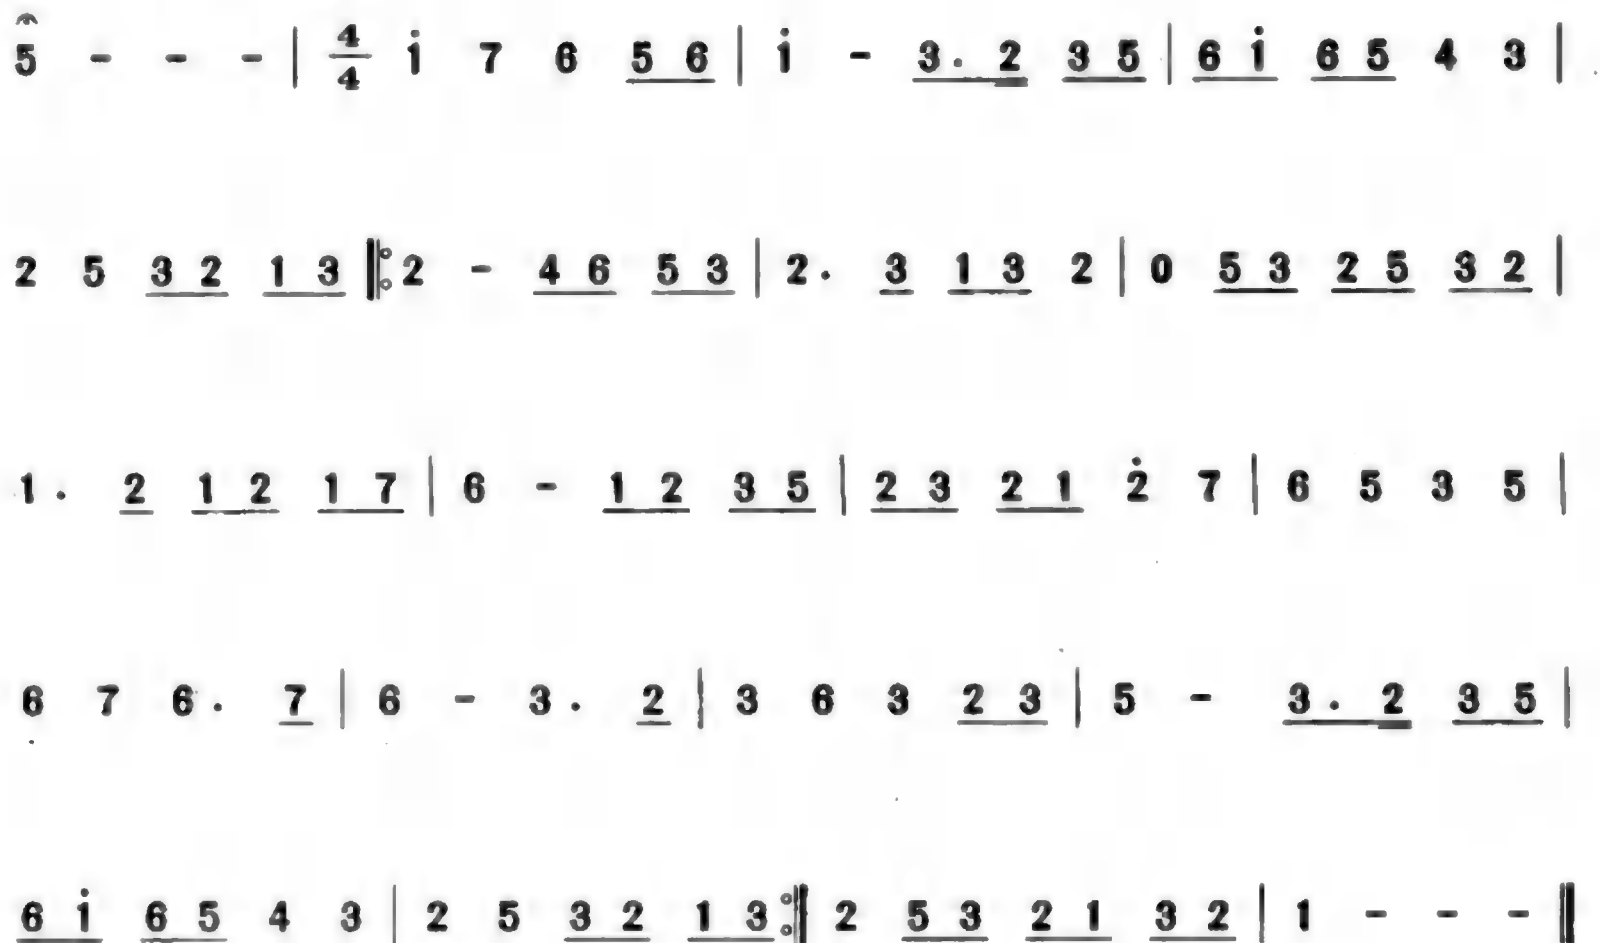 5 - - - | 4/4 i 7 6 5 6 | i - 3. 2 3 5 | 6 i 6 5 4 3 |
2 5 3 2 1 3 ‖: 2 - 4 6 5 3 | 2. 3 1 3 2 | 0 5 3 2 5 3 2 |
1. 2 1 2 1 7 | 6 - 1 2 3 5 | 2 3 2 1 2̇ 7 | 6 5 3 5 |
6 7 6. 7 | 6 - 3. 2 | 3 6 3 2 3 | 5 - 3. 2 3 5 |
6 i 6 5 4 3 | 2 5 3 2 1 3 :‖ 2 5 3 2 1 3 2 | 1 - - - ‖